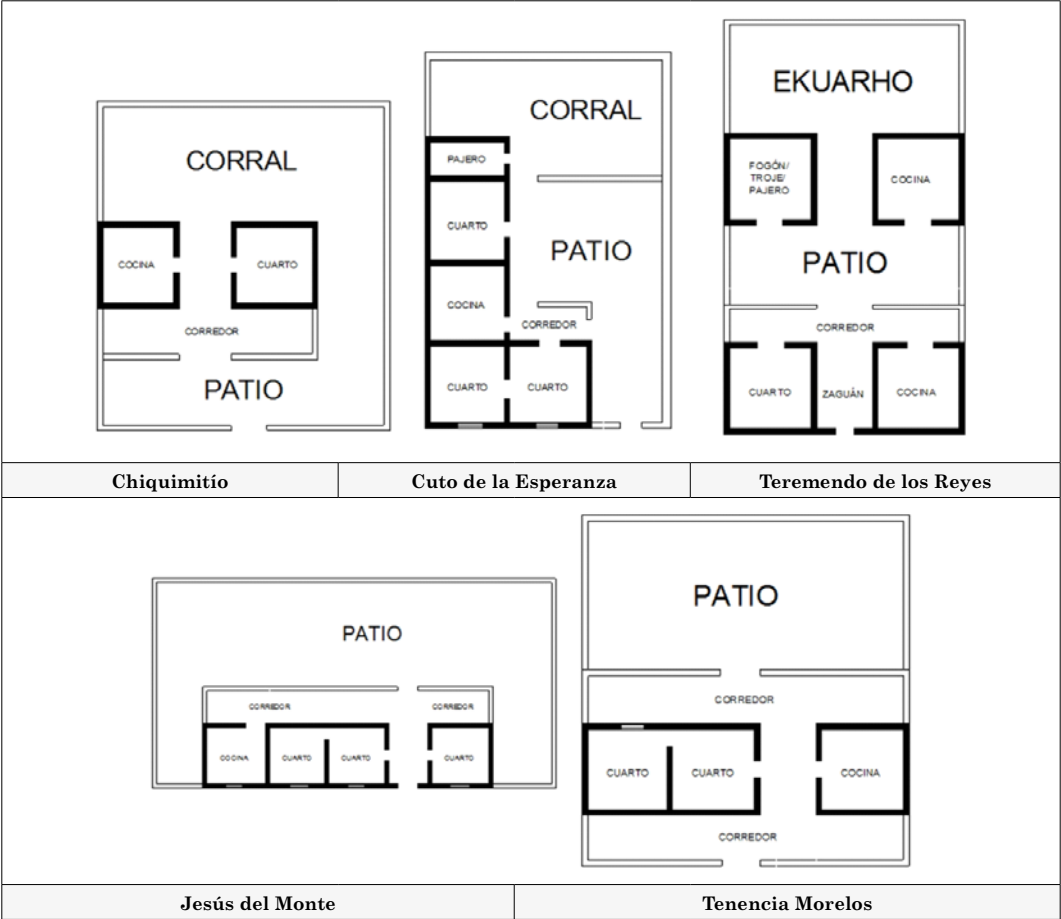 CORRAL
COCINA
CUARTO
CORREDOR
PATIO
CORRAL
PAJERO
CUARTO
PATIO
COCINA
CORREDOR
CUARTO
CUARTO
EKUARHO
FOGÓN/
TROJE/
PAJERO
COCINA
PATIO
CORREDOR
CUARTO
ZAGUÁN
COCINA
Chiquimitío
Cuto de la Esperanza
Teremendo de los Reyes
PATIO
CORREDOR
CORREDOR
COCINA
CUARTO
CUARTO
CUARTO
PATIO
CORREDOR
CUARTO
CUARTO
COCINA
CORREDOR
Jesús del Monte
Tenencia Morelos